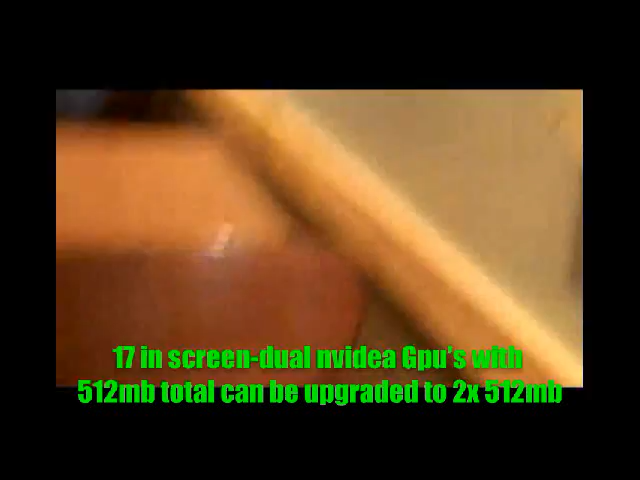 17 in screen-dual nvidea Gpu's with
512mb total can be upgraded to 2x 512mb